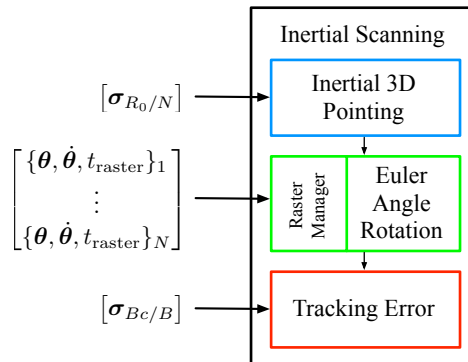 Inertial Scanning
[σ_{R_0/N}]
Inertial 3D
Pointing
{θ, θ̇, t_raster}_1
⋮
{θ, θ̇, t_raster}_N
Raster
Manager
Euler
Angle
Rotation
[σ_{Bc/B}]
Tracking Error